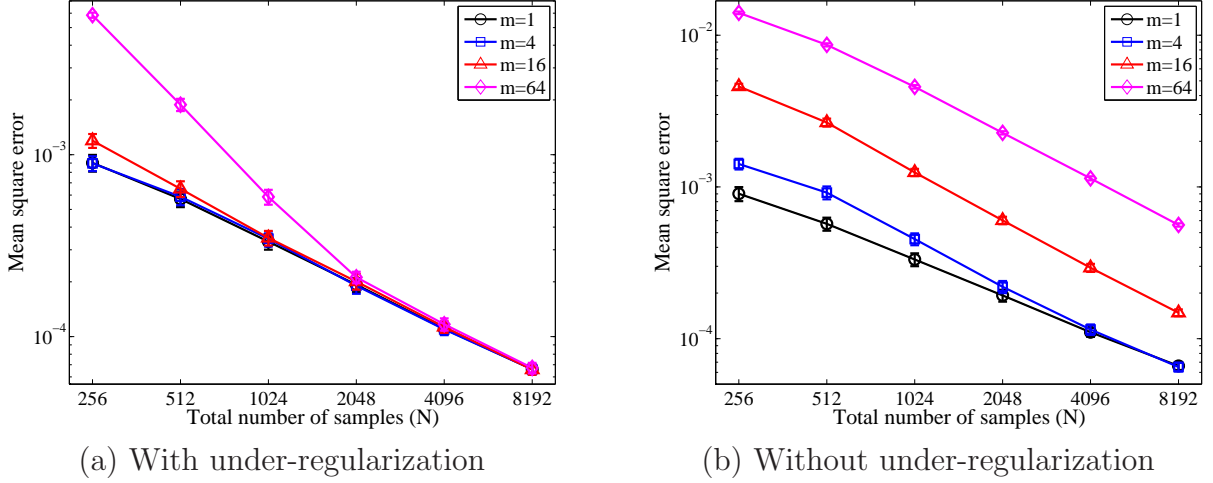 m=1
m=4
m=16
m=64
10^{-3}
10^{-4}
Mean square error
256 512 1024 2048 4096 8192
Total number of samples (N)
(a) With under-regularization
m=1
m=4
m=16
m=64
10^{-2}
10^{-3}
10^{-4}
Mean square error
256 512 1024 2048 4096 8192
Total number of samples (N)
(b) Without under-regularization